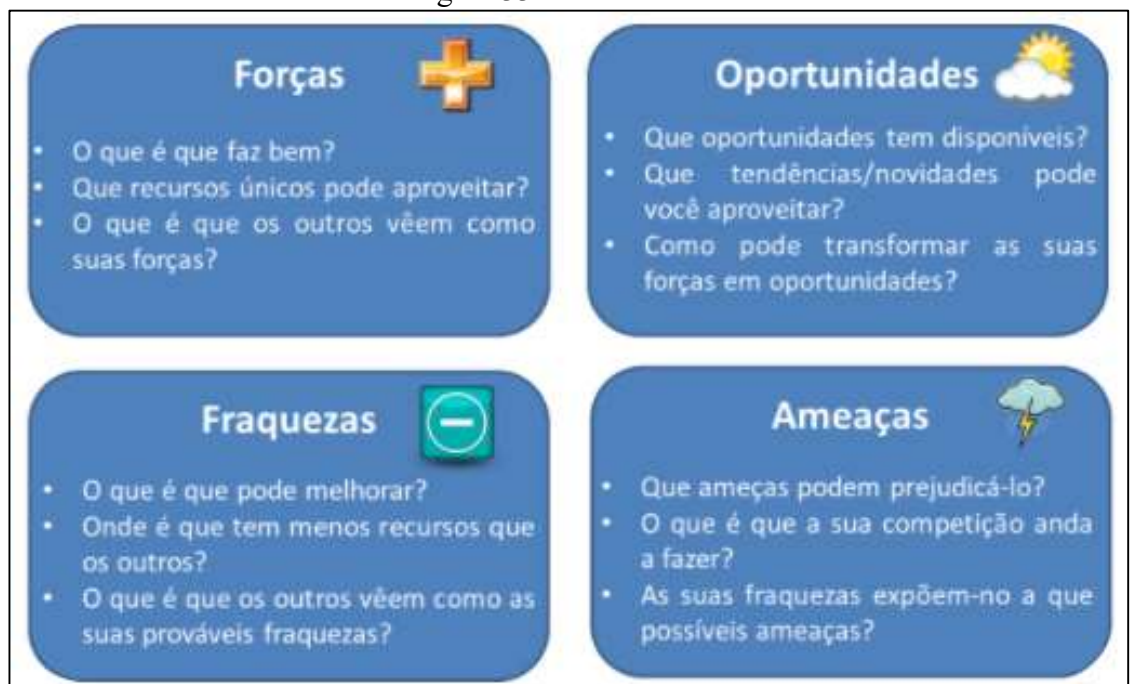 Forças
• O que é que faz bem?
• Que recursos únicos pode aproveitar?
• O que é que os outros vêem como
suas forças?
Oportunidades
• Que oportunidades tem disponíveis?
• Que tendências/novidades pode
você aproveitar?
• Como pode transformar as suas
forças em oportunidades?
Fraquezas
• O que é que pode melhorar?
• Onde é que tem menos recursos que
os outros?
• O que é que os outros vêem como as
suas prováveis fraquezas?
Ameaças
• Que ameças podem prejudicá-lo?
• O que é que a sua competição anda
a fazer?
• As suas fraquezas expõem-no a que
possíveis ameaças?